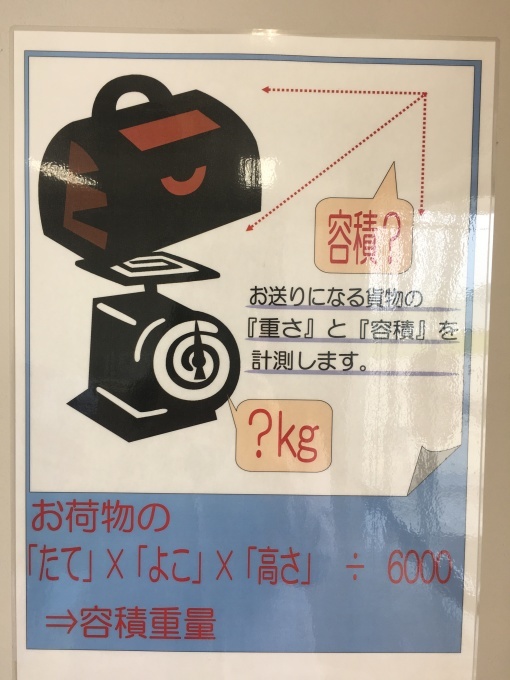 容積?
お送りになる貨物の
『重さ』と『容積』を
計測します。
?kg
お荷物の
「たて」×「よこ」×「高さ」 ÷ 6000
⇒容積重量